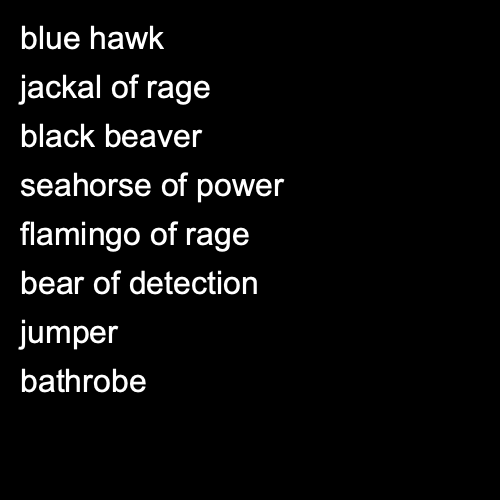 blue hawk
jackal of rage
black beaver
seahorse of power
flamingo of rage
bear of detection
jumper
bathrobe